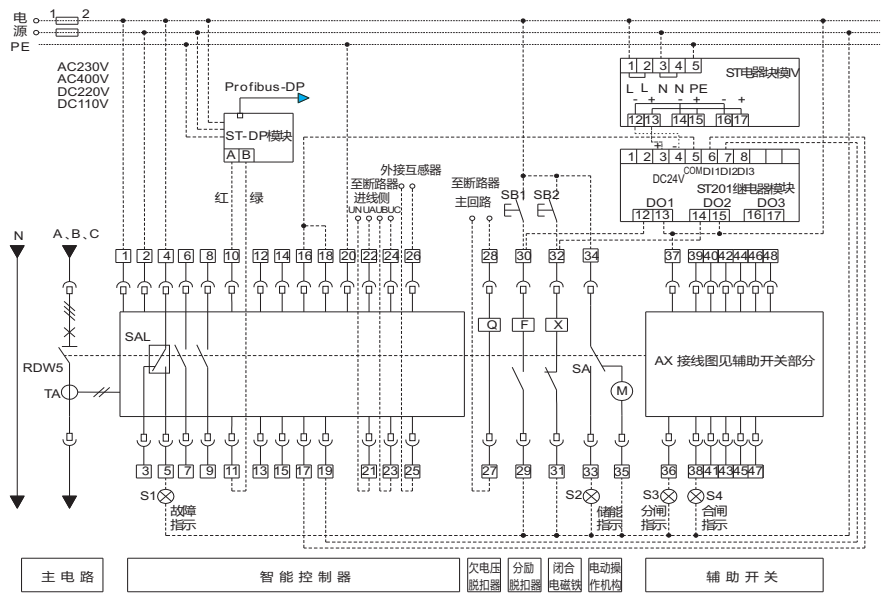 电源 1 2
PE
AC230V
AC400V
DC220V
DC110V
Profibus-DP
ST-DP模块
A B
红 绿
外接互感器
至断路器
进线侧
UN UA UB UC
至断路器
主回路
SB1 SB2
1 2 3 4 5
ST电器块模IV
L L N N PE
- + - + - +
12 13 14 15 16 17
+ -
1 2 3 4 5 6 7 8
COM DI1 DI2 DI3
DC24V
ST201继电器模块
DO1 DO2 DO3
12 13 14 15 16 17
N A、B、C
1 2 4 6 8 10 12 14 16 18 20 22 24 26 28 30 32 34 37 39 40 42 44 46 48
Q F X
SAL
RDW5
TA
SA
M
AX 接线图见辅助开关部分
3 5 7 9 11 13 15 17 19 21 23 25 27 29 31 33 35 36 38 41 43 45 47
S1 S2 S3 S4
故障指示
储能指示
分闸指示
合闸指示
主电路
智能控制器
欠电压脱扣器
分励脱扣器
闭合电磁铁
电动操作机构
辅助开关